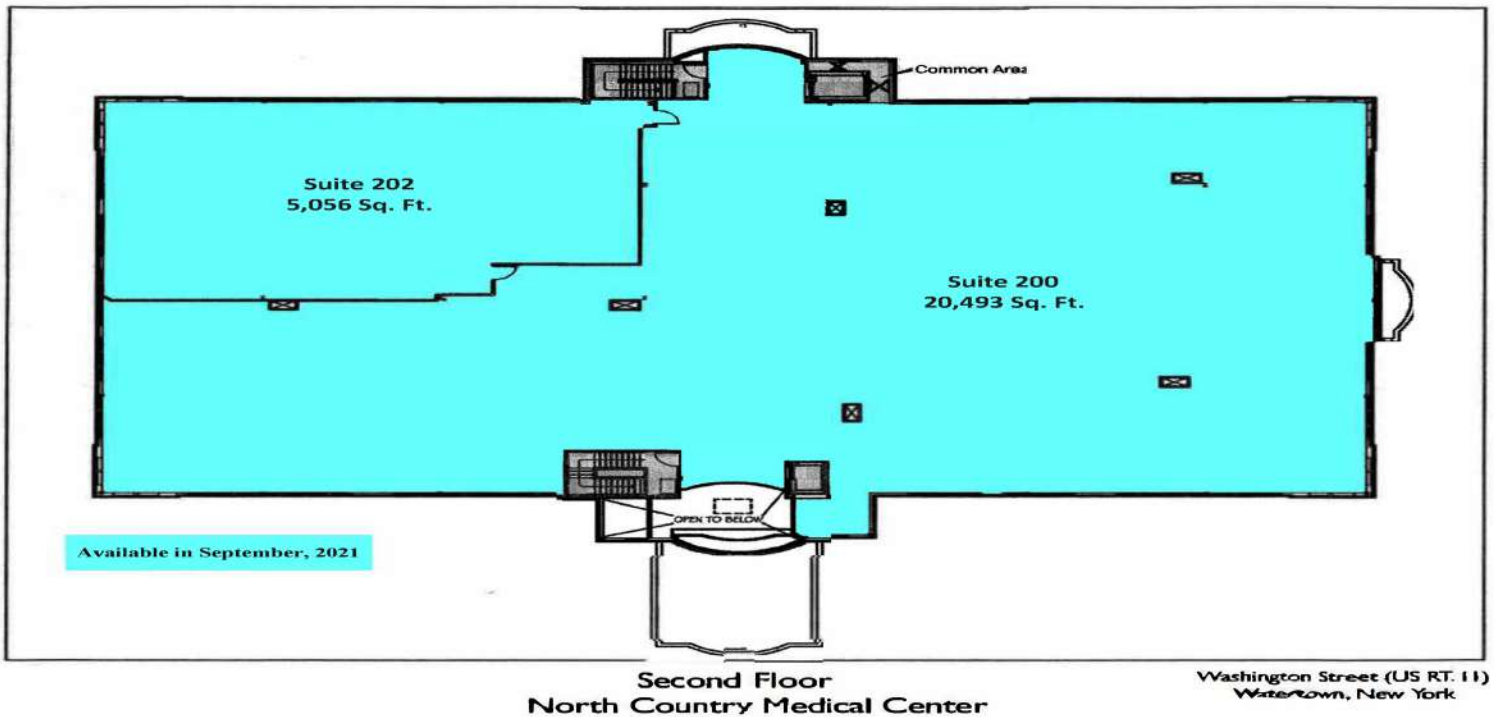 Common Area
Suite 202
5,056 Sq. Ft.
Suite 200
20,493 Sq. Ft.
OPEN TO BELOW
Available in September, 2021
Second Floor
North Country Medical Center
Washington Street (US RT. 11)
Watertown, New York